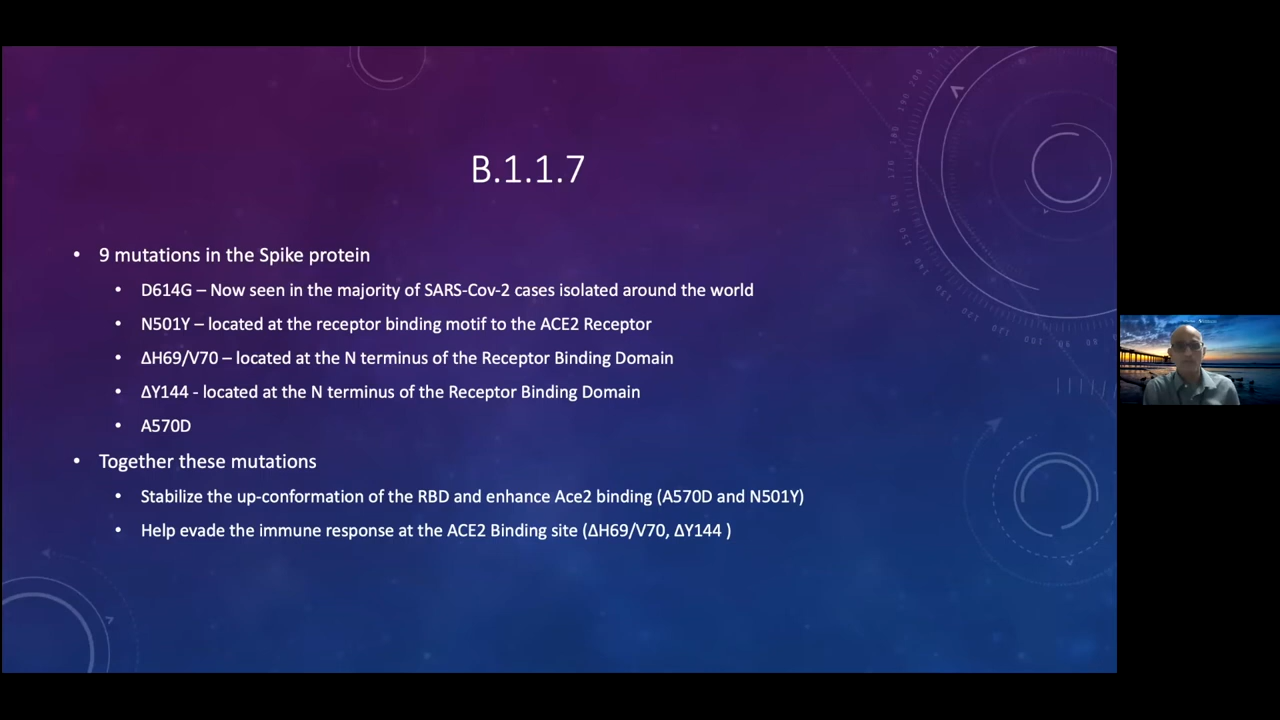 B.1.1.7
• 9 mutations in the Spike protein
• D614G – Now seen in the majority of SARS-Cov-2 cases isolated around the world
• N501Y – located at the receptor binding motif to the ACE2 Receptor
• ΔH69/V70 – located at the N terminus of the Receptor Binding Domain
• ΔY144 - located at the N terminus of the Receptor Binding Domain
• A570D
• Together these mutations
• Stabilize the up-conformation of the RBD and enhance Ace2 binding (A570D and N501Y)
• Help evade the immune response at the ACE2 Binding site (ΔH69/V70, ΔY144 )